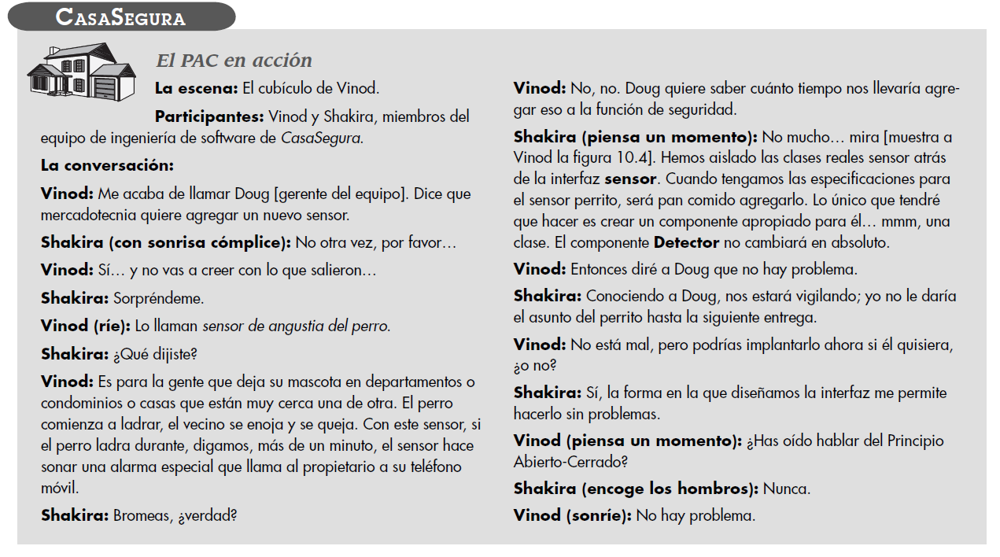 CASASEGURA
El PAC en acción
La escena: El cubículo de Vinod.
Participantes: Vinod y Shakira, miembros del
equipo de ingeniería de software de CasaSegura.
La conversación:
Vinod: Me acaba de llamar Doug [gerente del equipo]. Dice que
mercadotecnia quiere agregar un nuevo sensor.
Shakira (con sonrisa cómplice): No otra vez, por favor…
Vinod: Sí… y no vas a creer con lo que salieron…
Shakira: Sorpréndeme.
Vinod (ríe): Lo llaman sensor de angustia del perro.
Shakira: ¿Qué dijiste?
Vinod: Es para la gente que deja su mascota en departamentos o
condominios o casas que están muy cerca una de otra. El perro
comienza a ladrar, el vecino se enoja y se queja. Con este sensor, si
el perro ladra durante, digamos, más de un minuto, el sensor hace
sonar una alarma especial que llama al propietario a su teléfono
móvil.
Shakira: Bromeas, ¿verdad?
Vinod: No, no. Doug quiere saber cuánto tiempo nos llevaría agre-
gar eso a la función de seguridad.
Shakira (piensa un momento): No mucho… mira [muestra a
Vinod la figura 10.4]. Hemos aislado las clases reales sensor atrás
de la interfaz sensor. Cuando tengamos las especificaciones para
el sensor perrito, será pan comido agregarlo. Lo único que tendré
que hacer es crear un componente apropiado para él… mmm, una
clase. El componente Detector no cambiará en absoluto.
Vinod: Entonces diré a Doug que no hay problema.
Shakira: Conociendo a Doug, nos estará vigilando; yo no le daría
el asunto del perrito hasta la siguiente entrega.
Vinod: No está mal, pero podrías implantarlo ahora si él quisiera,
¿o no?
Shakira: Sí, la forma en la que diseñamos la interfaz me permite
hacerlo sin problemas.
Vinod (piensa un momento): ¿Has oído hablar del Principio
Abierto-Cerrado?
Shakira (encoge los hombros): Nunca.
Vinod (sonríe): No hay problema.